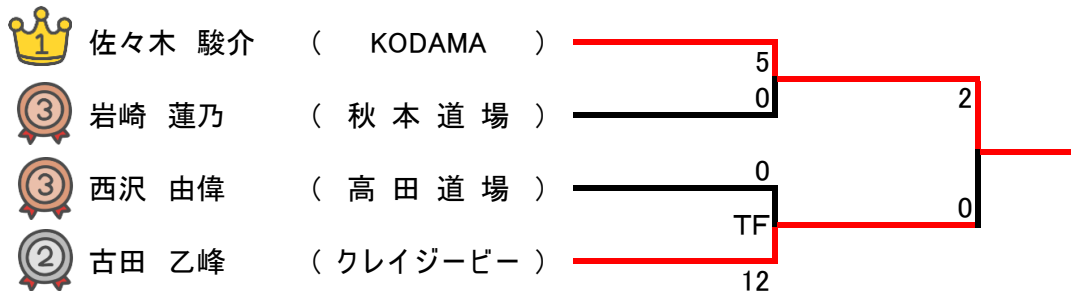 1 佐々木 駿介 ( KODAMA )
5
0
2
3 岩崎 蓮乃 ( 秋本道場 )
3 西沢 由偉 ( 高田道場 )
0
TF
0
2 古田 乙峰 ( クレイジービー )
12